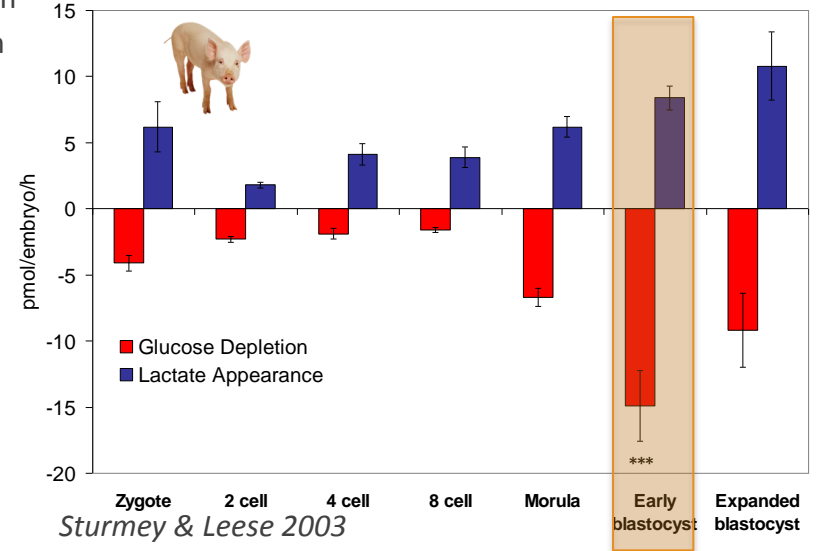 15
10
5
0
-5
-10
-15
-20
pmol/embryo/h
Glucose Depletion
Lactate Appearance
***
Zygote 2 cell 4 cell 8 cell Morula Early blastocyst Expanded blastocyst
Sturmey & Leese 2003